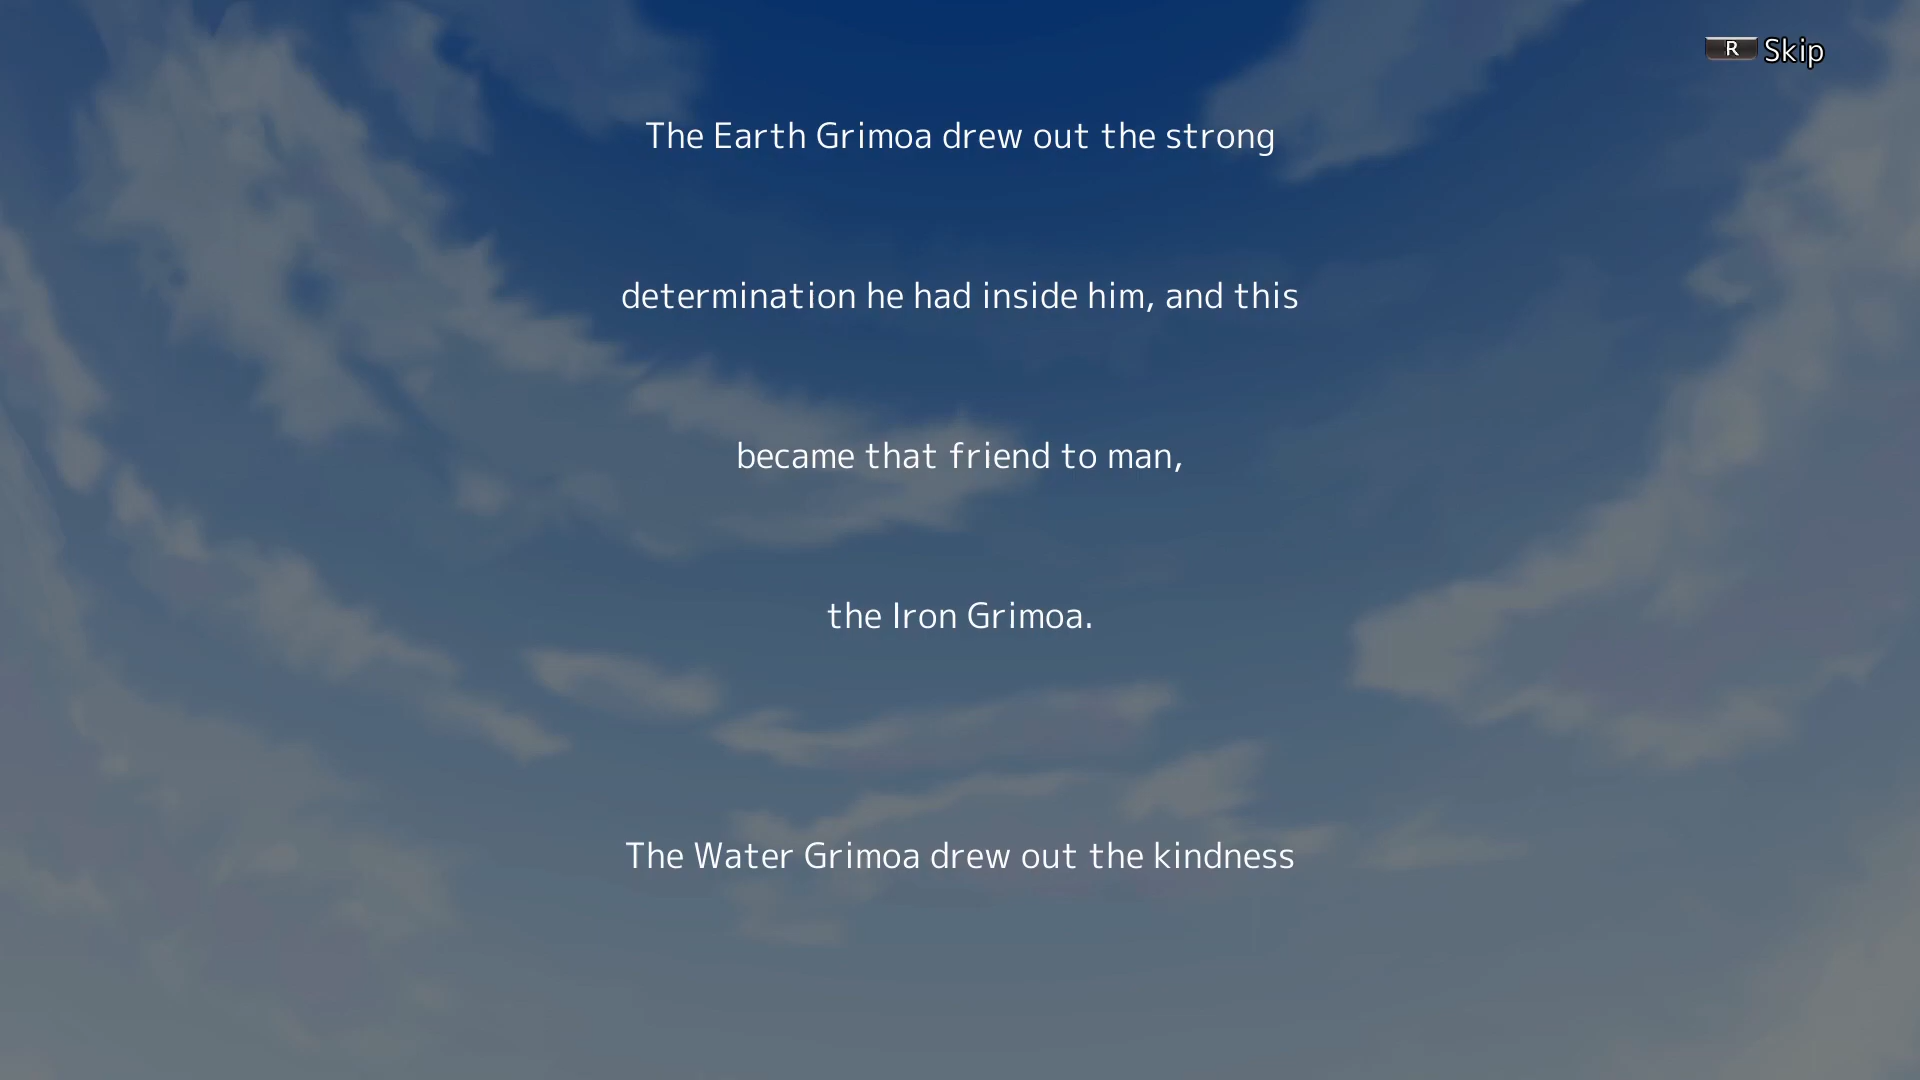 R Skip
The Earth Grimoa drew out the strong
determination he had inside him, and this
became that friend to man,
the Iron Grimoa.
The Water Grimoa drew out the kindness